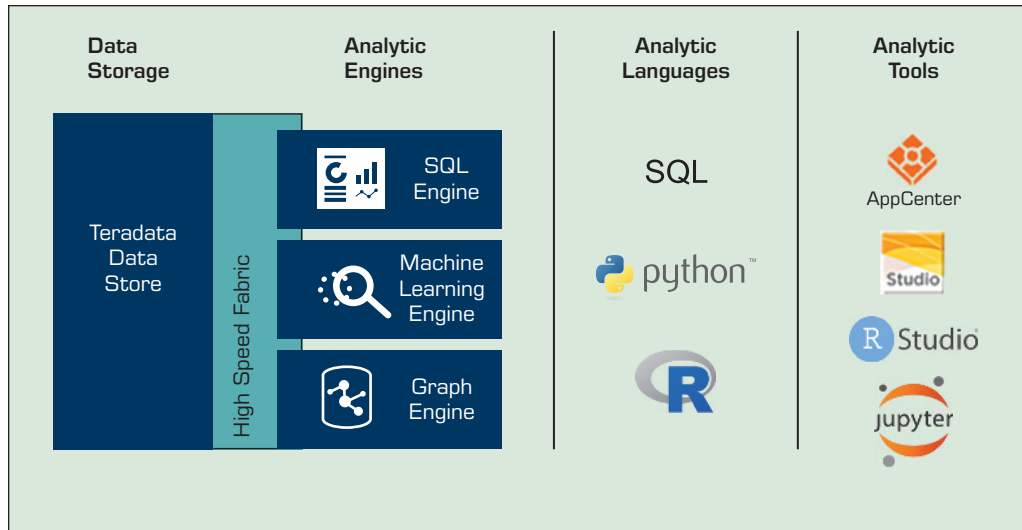 Data
Storage
Analytic
Engines
Analytic
Languages
Analytic
Tools
Teradata
Data
Store
High Speed Fabric
SQL
Engine
Machine
Learning
Engine
Graph
Engine
SQL
python™
R
AppCenter
Studio
R Studio
jupyter